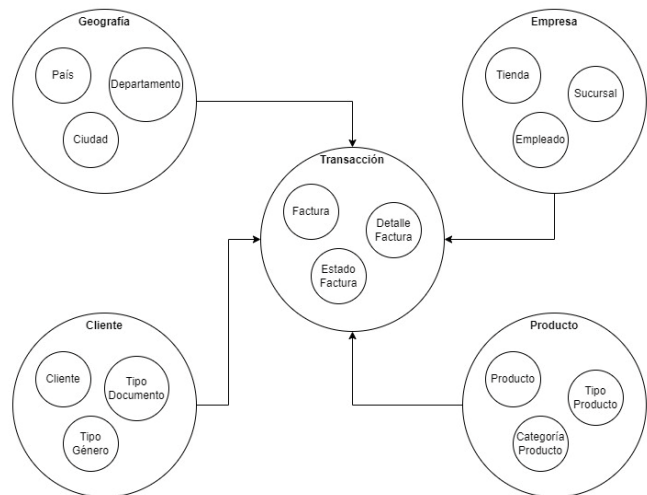 Geografía
País
Departamento
Ciudad
Empresa
Tienda
Sucursal
Empleado
Transacción
Factura
Detalle
Factura
Estado
Factura
Cliente
Cliente
Tipo
Documento
Tipo
Género
Producto
Producto
Tipo
Producto
Categoría
Producto